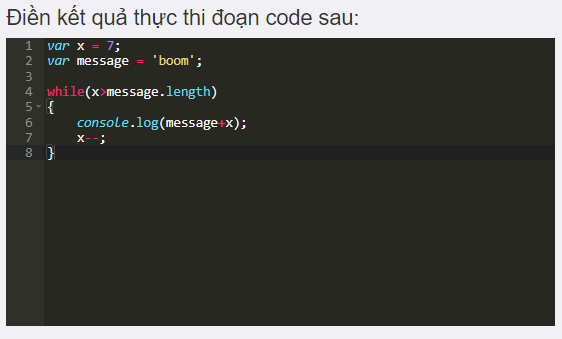 Điền kết quả thực thi đoạn code sau:
1 var x = 7;
2 var message = 'boom';
3
4 while(x>message.length)
5 {
6     console.log(message+x);
7     x--;
8 }